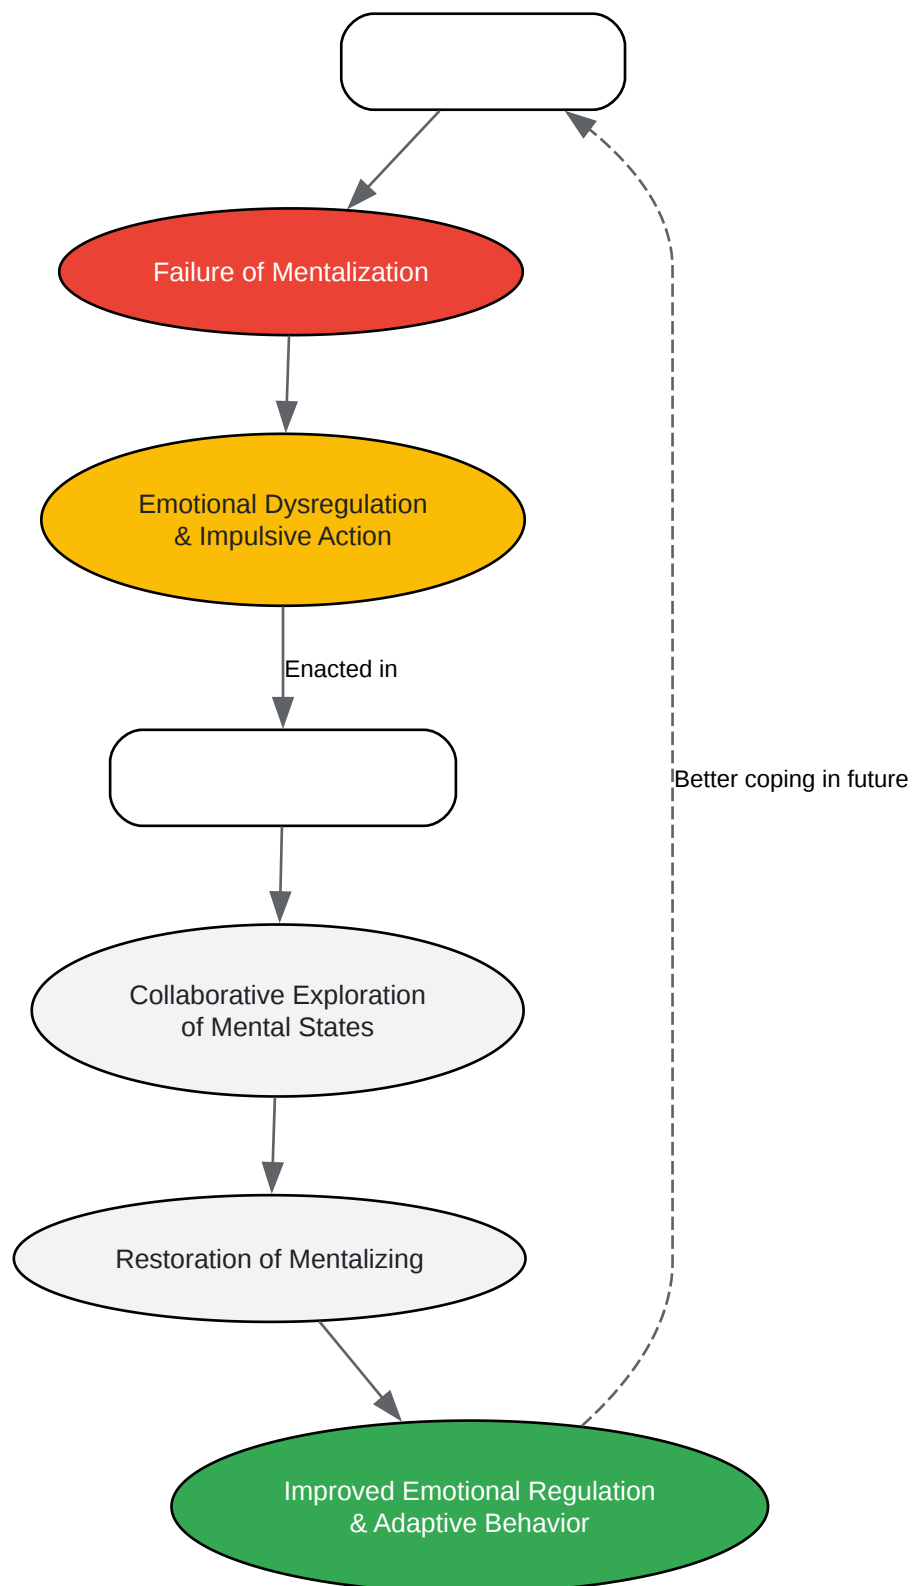 Failure of Mentalization
Emotional Dysregulation
& Impulsive Action
Enacted in
Better coping in future
Collaborative Exploration
of Mental States
Restoration of Mentalizing
Improved Emotional Regulation
& Adaptive Behavior